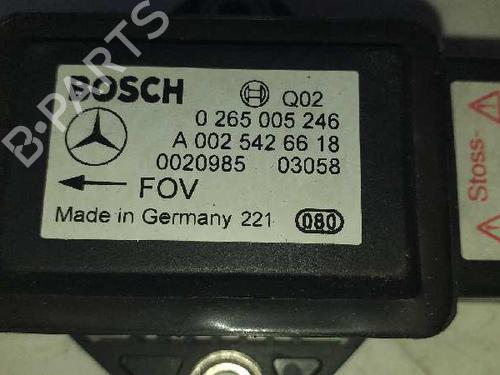 B-PARTS
BOSCH Q02
0 265 005 246
A 002 542 66 18
0020985 03058
FOV
Made in Germany 221 080
Stoss-